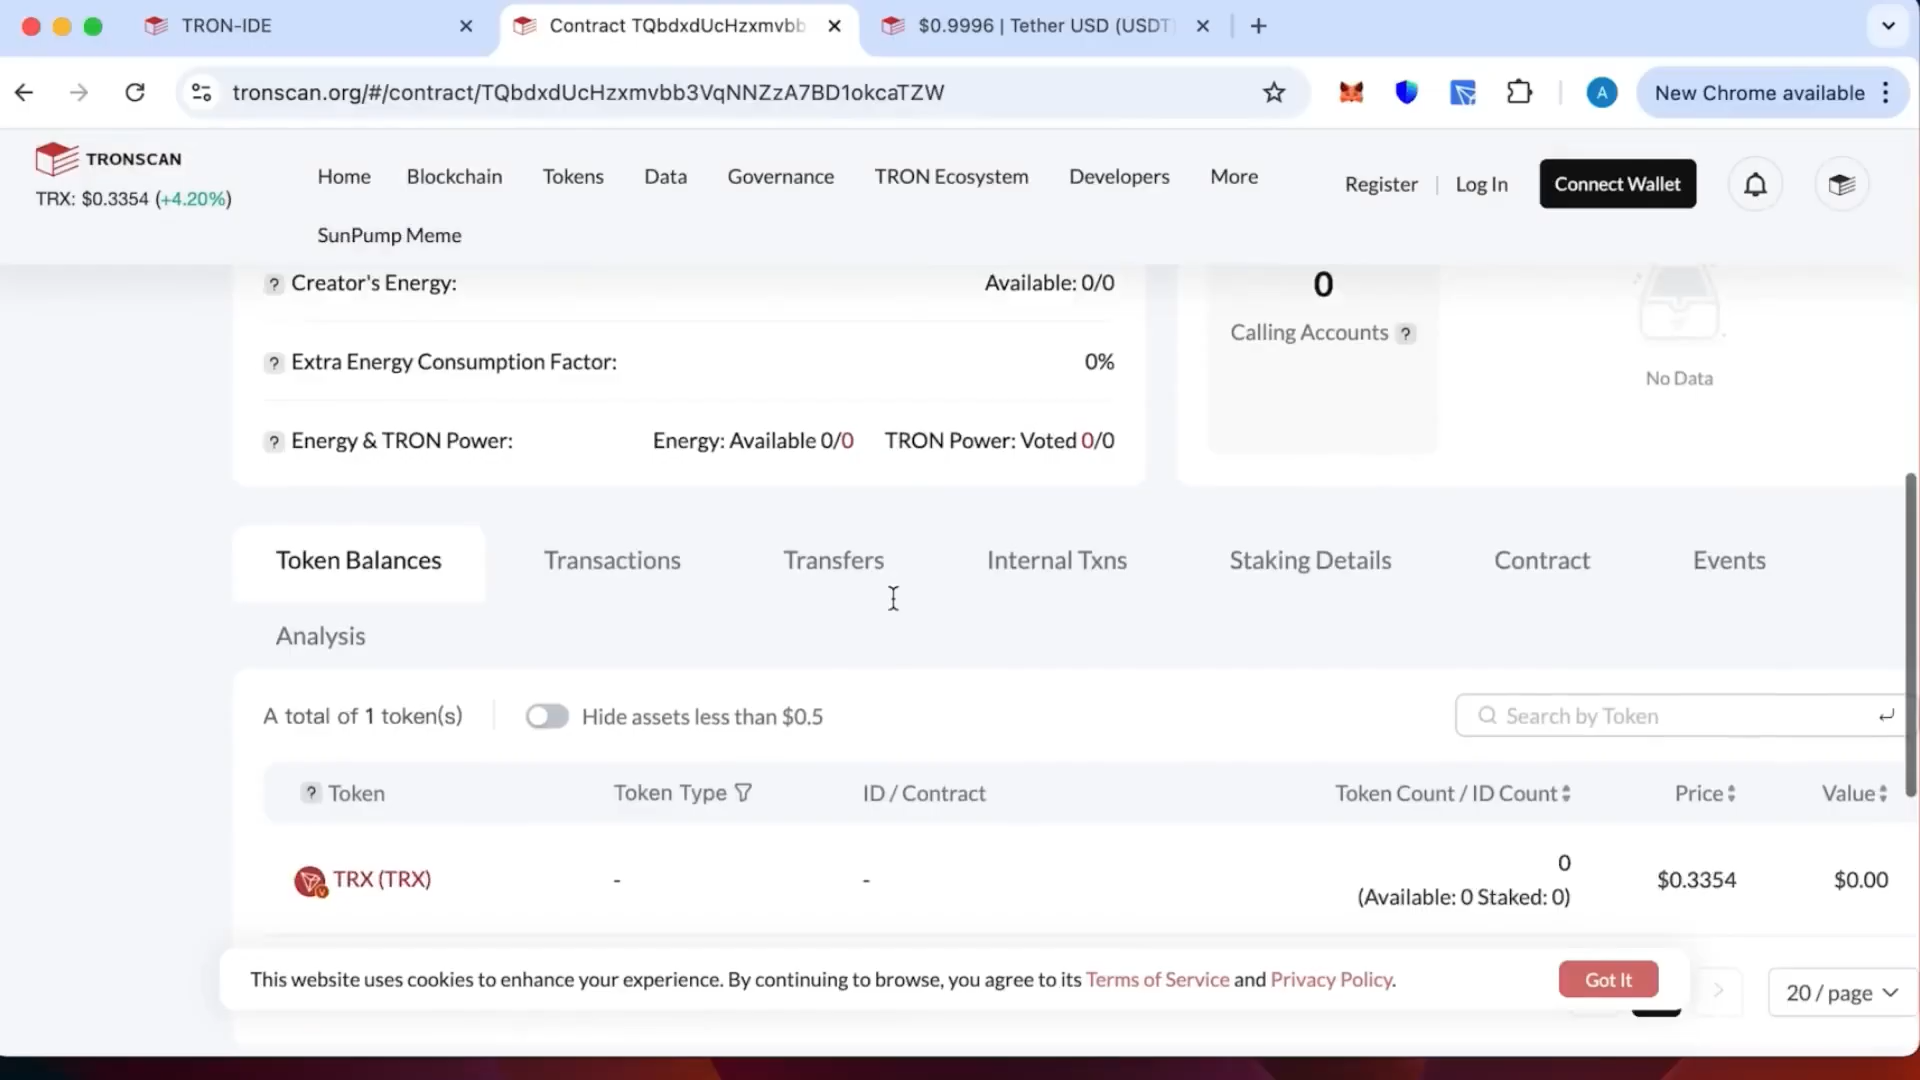 TRON-IDE
Contract TQbdxdUcHzxmvbb
$0.9996 | Tether USD (USDT)
tronscan.org/#/contract/TQbdxdUcHzxmvbb3VqNNZzA7BD1okcaTZW
A
New Chrome available
TRONSCAN
TRX: $0.3354 (+4.20%)
Home Blockchain Tokens Data Governance TRON Ecosystem Developers More
SunPump Meme
Register | Log In Connect Wallet
? Creator's Energy: Available: 0/0
? Extra Energy Consumption Factor: 0%
? Energy & TRON Power: Energy: Available 0/0 TRON Power: Voted 0/0
0
Calling Accounts ?
No Data
Token Balances Transactions Transfers Internal Txns Staking Details Contract Events
Analysis
A total of 1 token(s) Hide assets less than $0.5 Search by Token
? Token Token Type ID / Contract Token Count / ID Count Price Value
TRX (TRX) - - 0 $0.3354 $0.00
(Available: 0 Staked: 0)
This website uses cookies to enhance your experience. By continuing to browse, you agree to its Terms of Service and Privacy Policy. Got It
20 / page